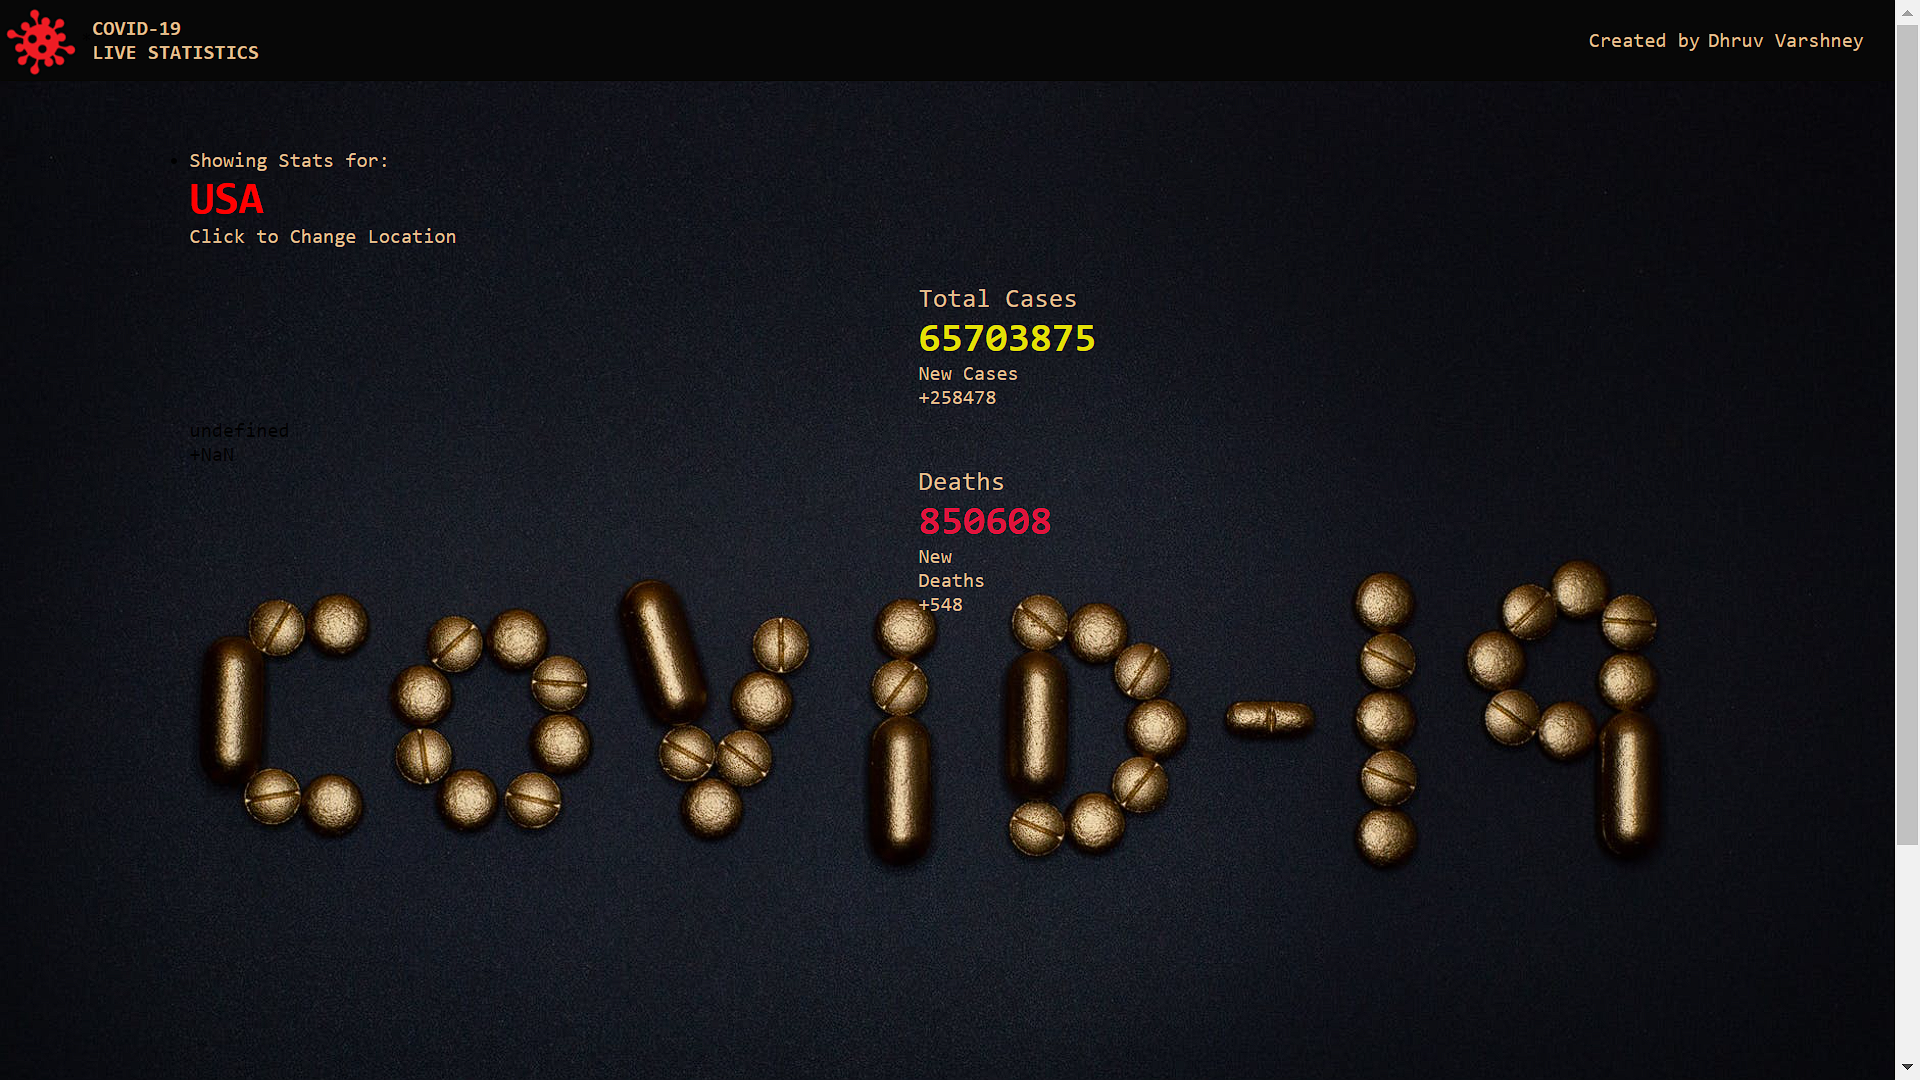 COVID-19
LIVE STATISTICS
Created by Dhruv Varshney
Showing Stats for:
USA
Click to Change Location
Total Cases
65703875
New Cases
+258478
undefined
+NaN
Deaths
850608
New
Deaths
+548
COVID-19